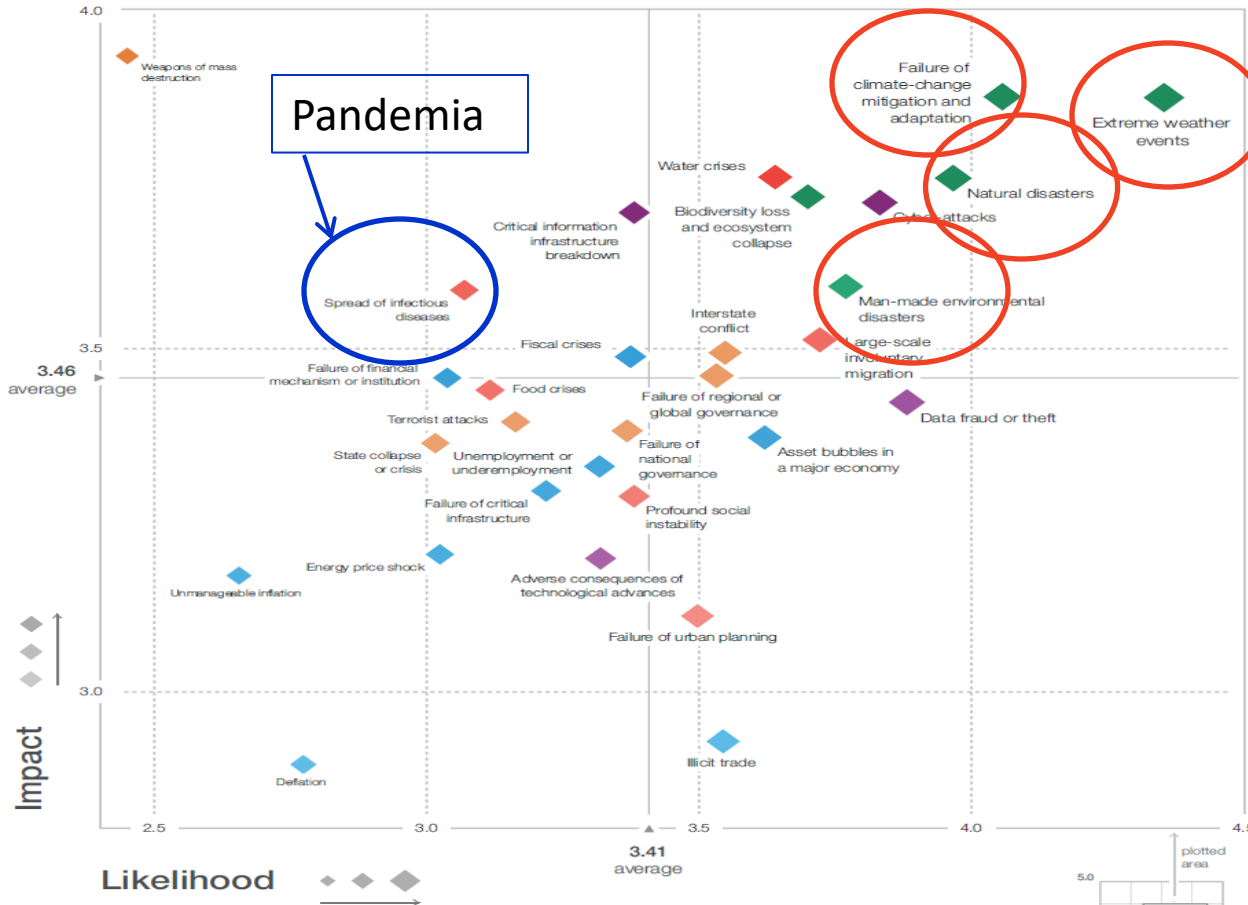 4.0
Weapons of mass
destruction
Pandemia
Failure of
climate-change
mitigation and
adaptation
Extreme weather
events
Water crises
Natural disasters
Biodiversity loss
and ecosystem
collapse
Cyber-attacks
Critical information
infrastructure
breakdown
Spread of infectious
diseases
Man-made environmental
disasters
Interstate
conflict
Large-scale
involuntary
migration
Fiscal crises
3.5
3.46
average
Failure of financial
mechanism or institution
Food crises
Failure of regional or
global governance
Data fraud or theft
Terrorist attacks
State collapse
or crisis
Unemployment or
underemployment
Failure of
national
governance
Asset bubbles in
a major economy
Failure of critical
infrastructure
Profound social
instability
Energy price shock
Adverse consequences of
technological advances
Unmanageable inflation
Failure of urban planning
3.0
Impact
Illicit trade
Deflation
2.5
3.0
3.5
4.0
4.5
3.41
average
plotted
area
5.0
Likelihood